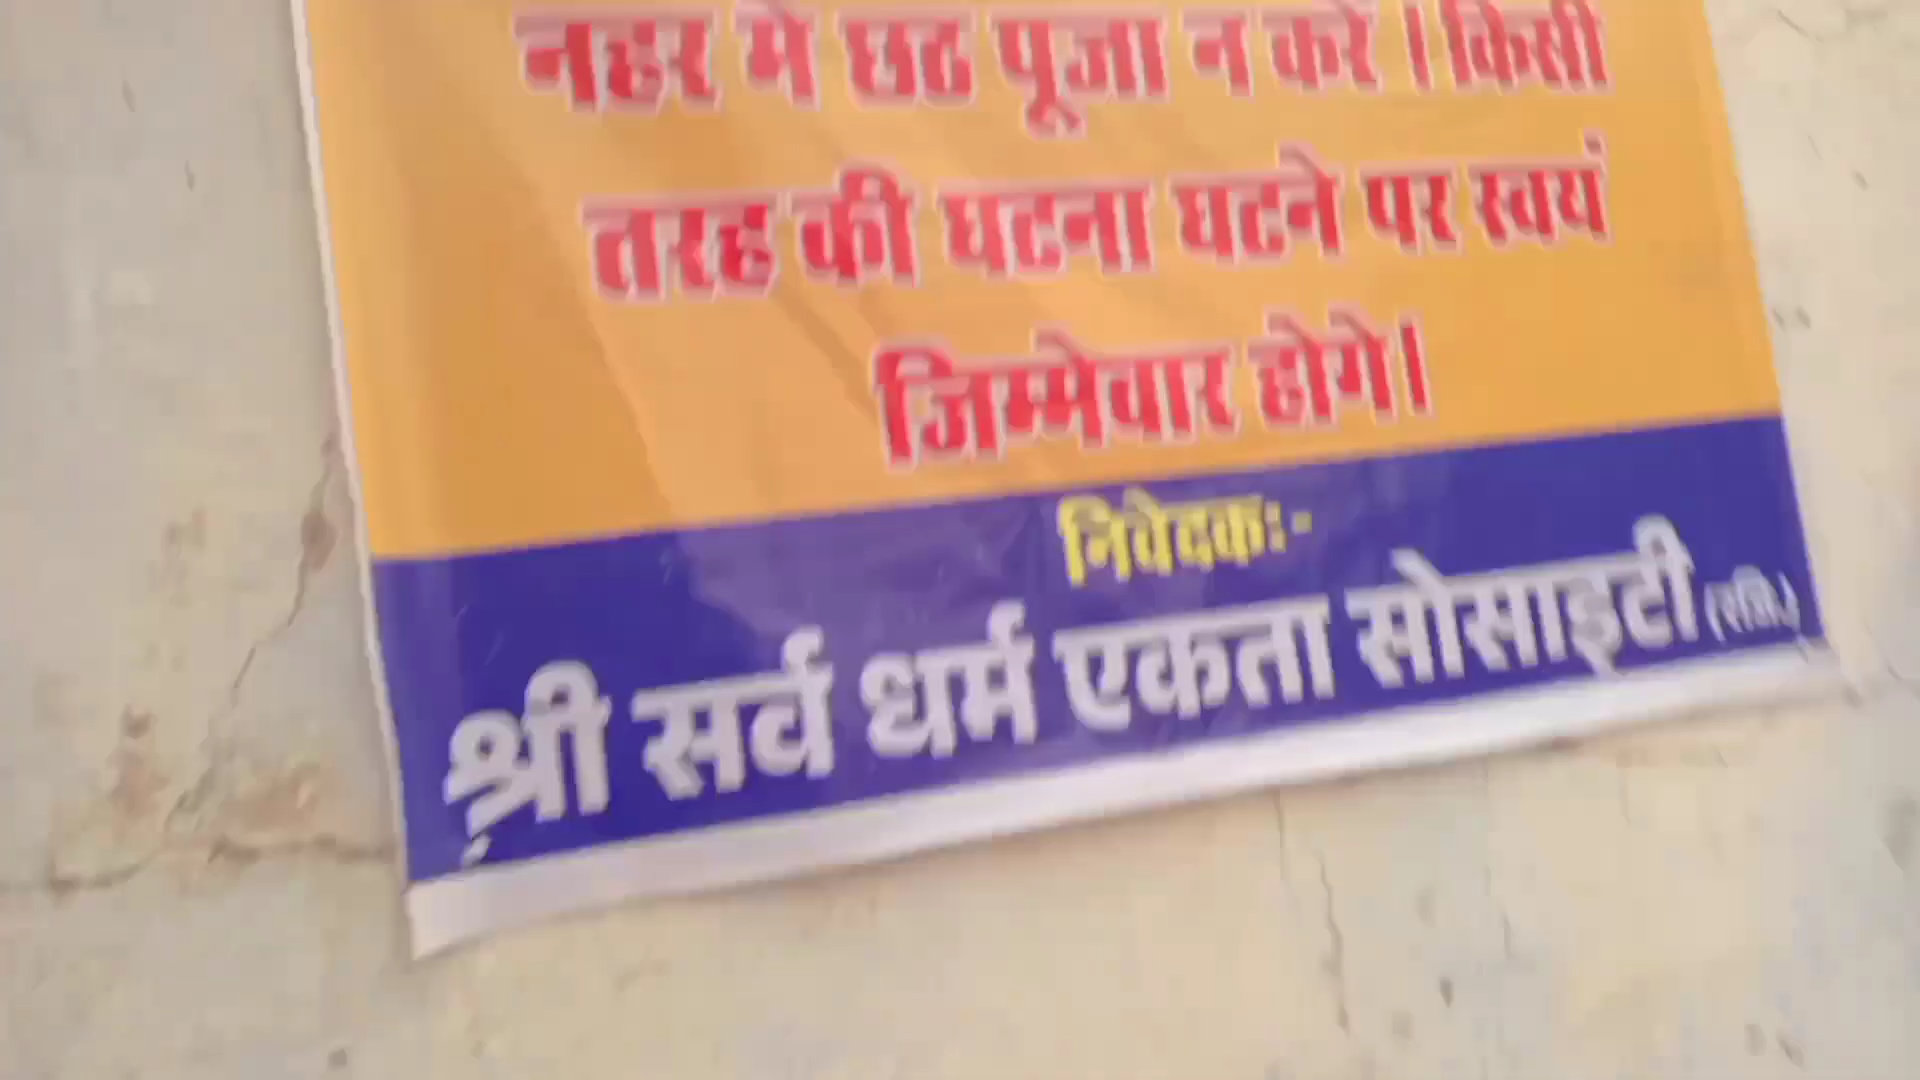 नहर मे छठ पूजा न करे । किसी
तरह की घटना घटने पर स्वयं
जिम्मेवार होगे।
निवेदकः-
श्री सर्व धर्म एकता सोसाइटी (रजि.)